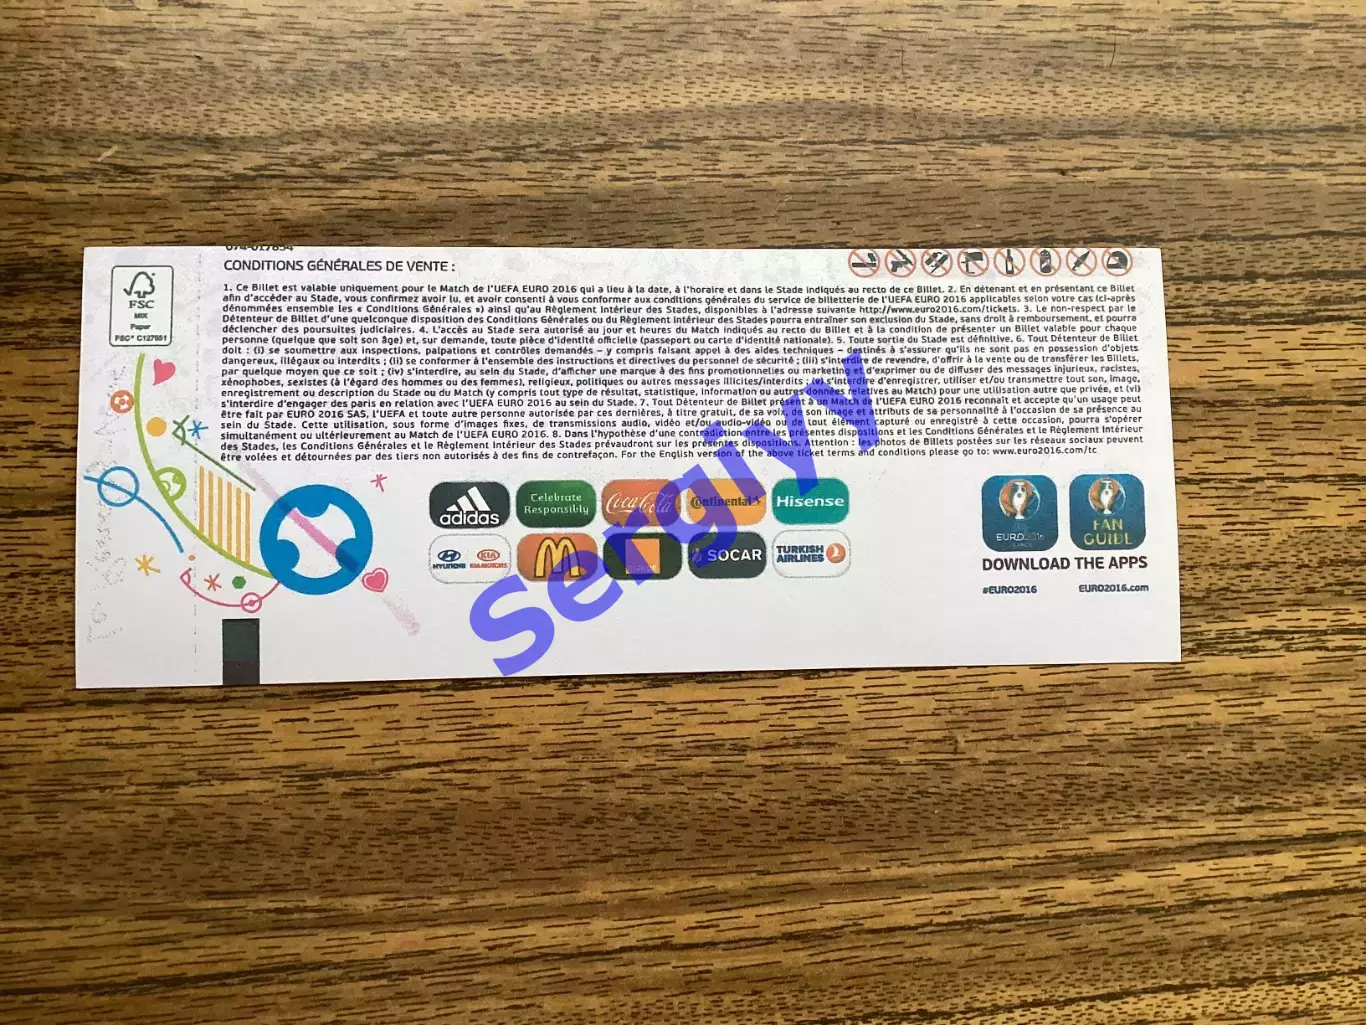 074-017654
CONDITIONS GÉNÉRALES DE VENTE :
1. Ce Billet est valable uniquement pour le Match de l'UEFA EURO 2016 qui a lieu à la date, à l'horaire et dans le Stade indiqués au recto de ce Billet. 2. En détenant et en présentant ce Billet
afin d'accéder au Stade, vous confirmez avoir lu, et avoir consenti à vous conformer aux conditions générales du service de billetterie de l'UEFA EURO 2016 applicables selon votre cas (ci-après
dénommées ensemble les « Conditions Générales ») ainsi qu'au Règlement Intérieur des Stades, disponibles à l'adresse suivante http://www.euro2016.com/tickets. 3. Le non-respect par le
Détenteur de Billet d'une quelconque disposition des Conditions Générales ou du Règlement Intérieur des Stades pourra entraîner son exclusion du Stade, sans droit à remboursement, et pourra
déclencher des poursuites judiciaires. 4. L'accès au Stade sera autorisé au jour et heures du Match indiqués au recto du Billet et à la condition de présenter un Billet valable pour chaque
personne (quelque que soit son âge) et, sur demande, toute pièce d'identité officielle (passeport ou carte d'identité nationale). 5. Toute sortie du Stade est définitive. 6. Tout Détenteur de Billet
doit : (i) se soumettre aux inspections, palpations et contrôles demandés – y compris faisant appel à des aides techniques – destinés à s'assurer qu'ils ne sont pas en possession d'objets
dangereux, illégaux ou interdits ; (ii) se conformer à l'ensemble des instructions et directives du personnel de sécurité ; (iii) s'interdire de revendre, d'offrir à la vente ou de transférer les Billets,
par quelque moyen que ce soit ; (iv) s'interdire, au sein du Stade, d'afficher une marque à des fins promotionnelles ou marketing, d'exprimer ou de diffuser des messages injurieux, racistes,
xénophobes, sexistes (à l'égard des hommes ou des femmes), religieux, politiques ou autres messages illicites/interdits ; (v) s'interdire d'enregistrer, utiliser et/ou transmettre tout son, image,
enregistrement ou description du Stade ou du Match (y compris tout type de résultat, statistique, information ou autres données relatives au Match) pour une utilisation autre que privée, et (vi)
s'interdire d'engager des paris en relation avec l'UEFA EURO 2016 au sein du Stade. 7. Tout Détenteur de Billet présent à un Match de l'UEFA EURO 2016 reconnaît et accepte qu'un usage peut
être fait par EURO 2016 SAS, l'UEFA et toute autre personne autorisée par ces dernières, à titre gratuit, de sa voix, de son image et attributs de sa personnalité à l'occasion de sa présence au
sein du Stade. Cette utilisation, sous forme d'images fixes, de transmissions audio, vidéo et/ou audio-vidéo ou de tout élément capturé ou enregistré à cette occasion, pourra s'opérer
simultanément ou ultérieurement au Match de l'UEFA EURO 2016. 8. Dans l'hypothèse d'une contradiction entre les présentes dispositions et les Conditions Générales et le Règlement Intérieur
des Stades, les Conditions Générales et le Règlement Intérieur des Stades prévaudront sur les présentes dispositions. Attention : les photos de Billets postées sur les réseaux sociaux peuvent
être volées et détournées par des tiers non autorisés à des fins de contrefaçon. For the English version of the above ticket terms and conditions please go to: www.euro2016.com/tc
FSC
MIX
Paper
FSC® C127951
adidas
Celebrate
Responsibly
Coca-Cola
Continental
Hisense
HYUNDAI
KIA MOTORS
SOCAR
TURKISH
AIRLINES
EURO2016
FRANCE
FAN
GUIDE
DOWNLOAD THE APPS
#EURO2016 EURO2016.com
Sergivy